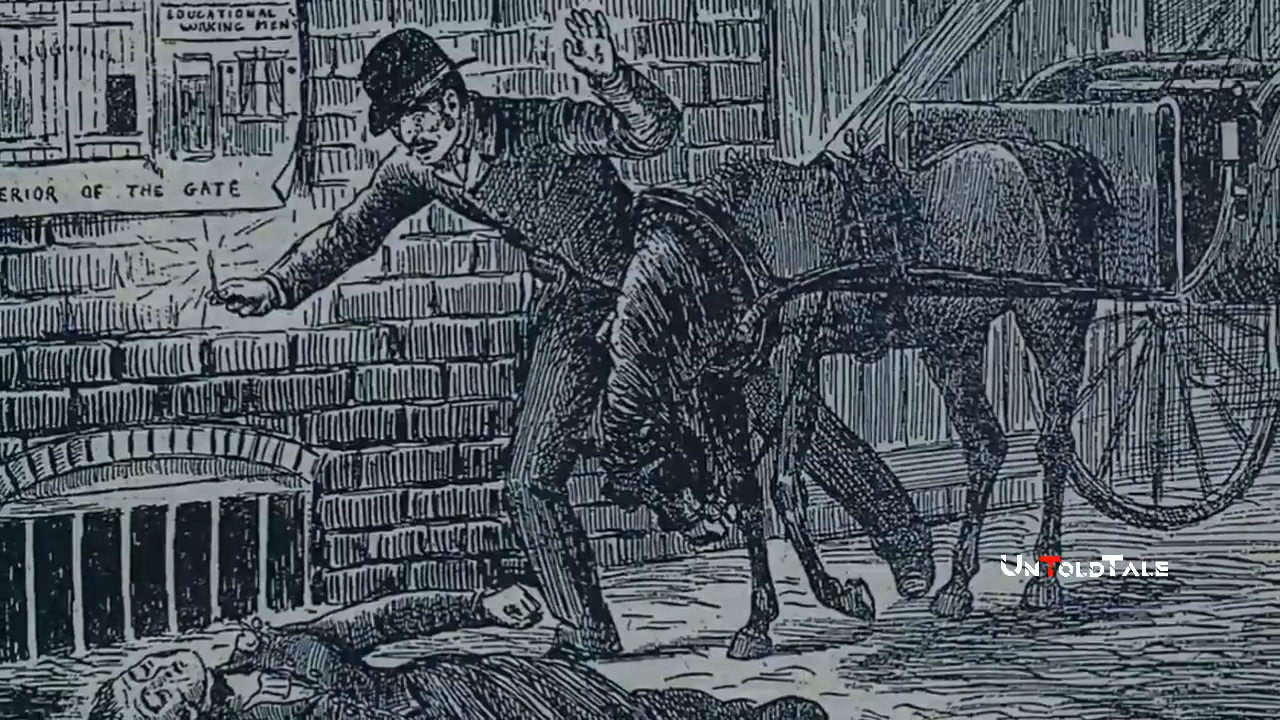 EDUCATIONAL
WORKING MEN'S
ERIOR OF THE GATE
UNTOLDTALE